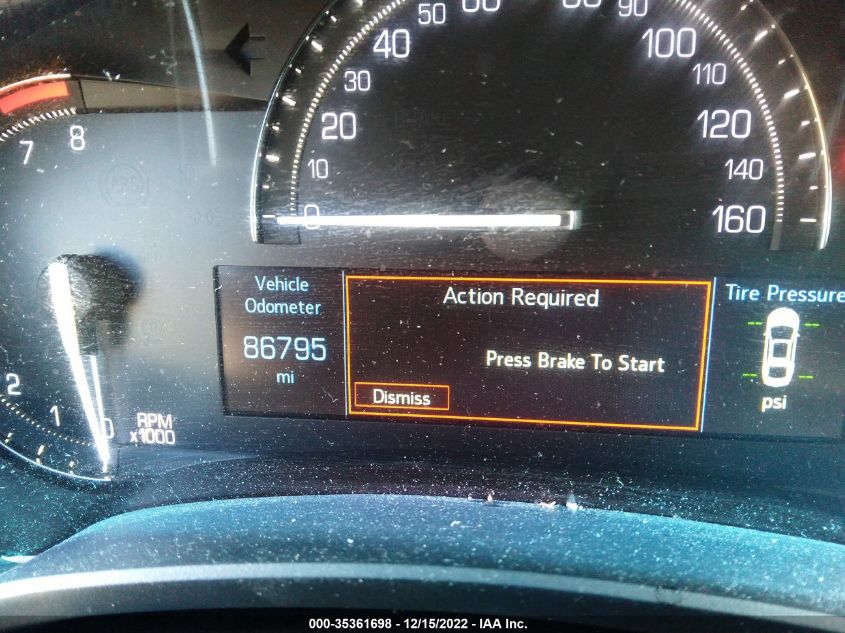 50 60 80 90
40 100
30 110
8 20 120
7 10 140
0 160
Vehicle
Odometer
86795
mi
Action Required
Press Brake To Start
Dismiss
Tire Pressure
-- --
-- --
psi
2
1
0
RPM
x1000
000-35361698 - 12/15/2022 - IAA Inc.